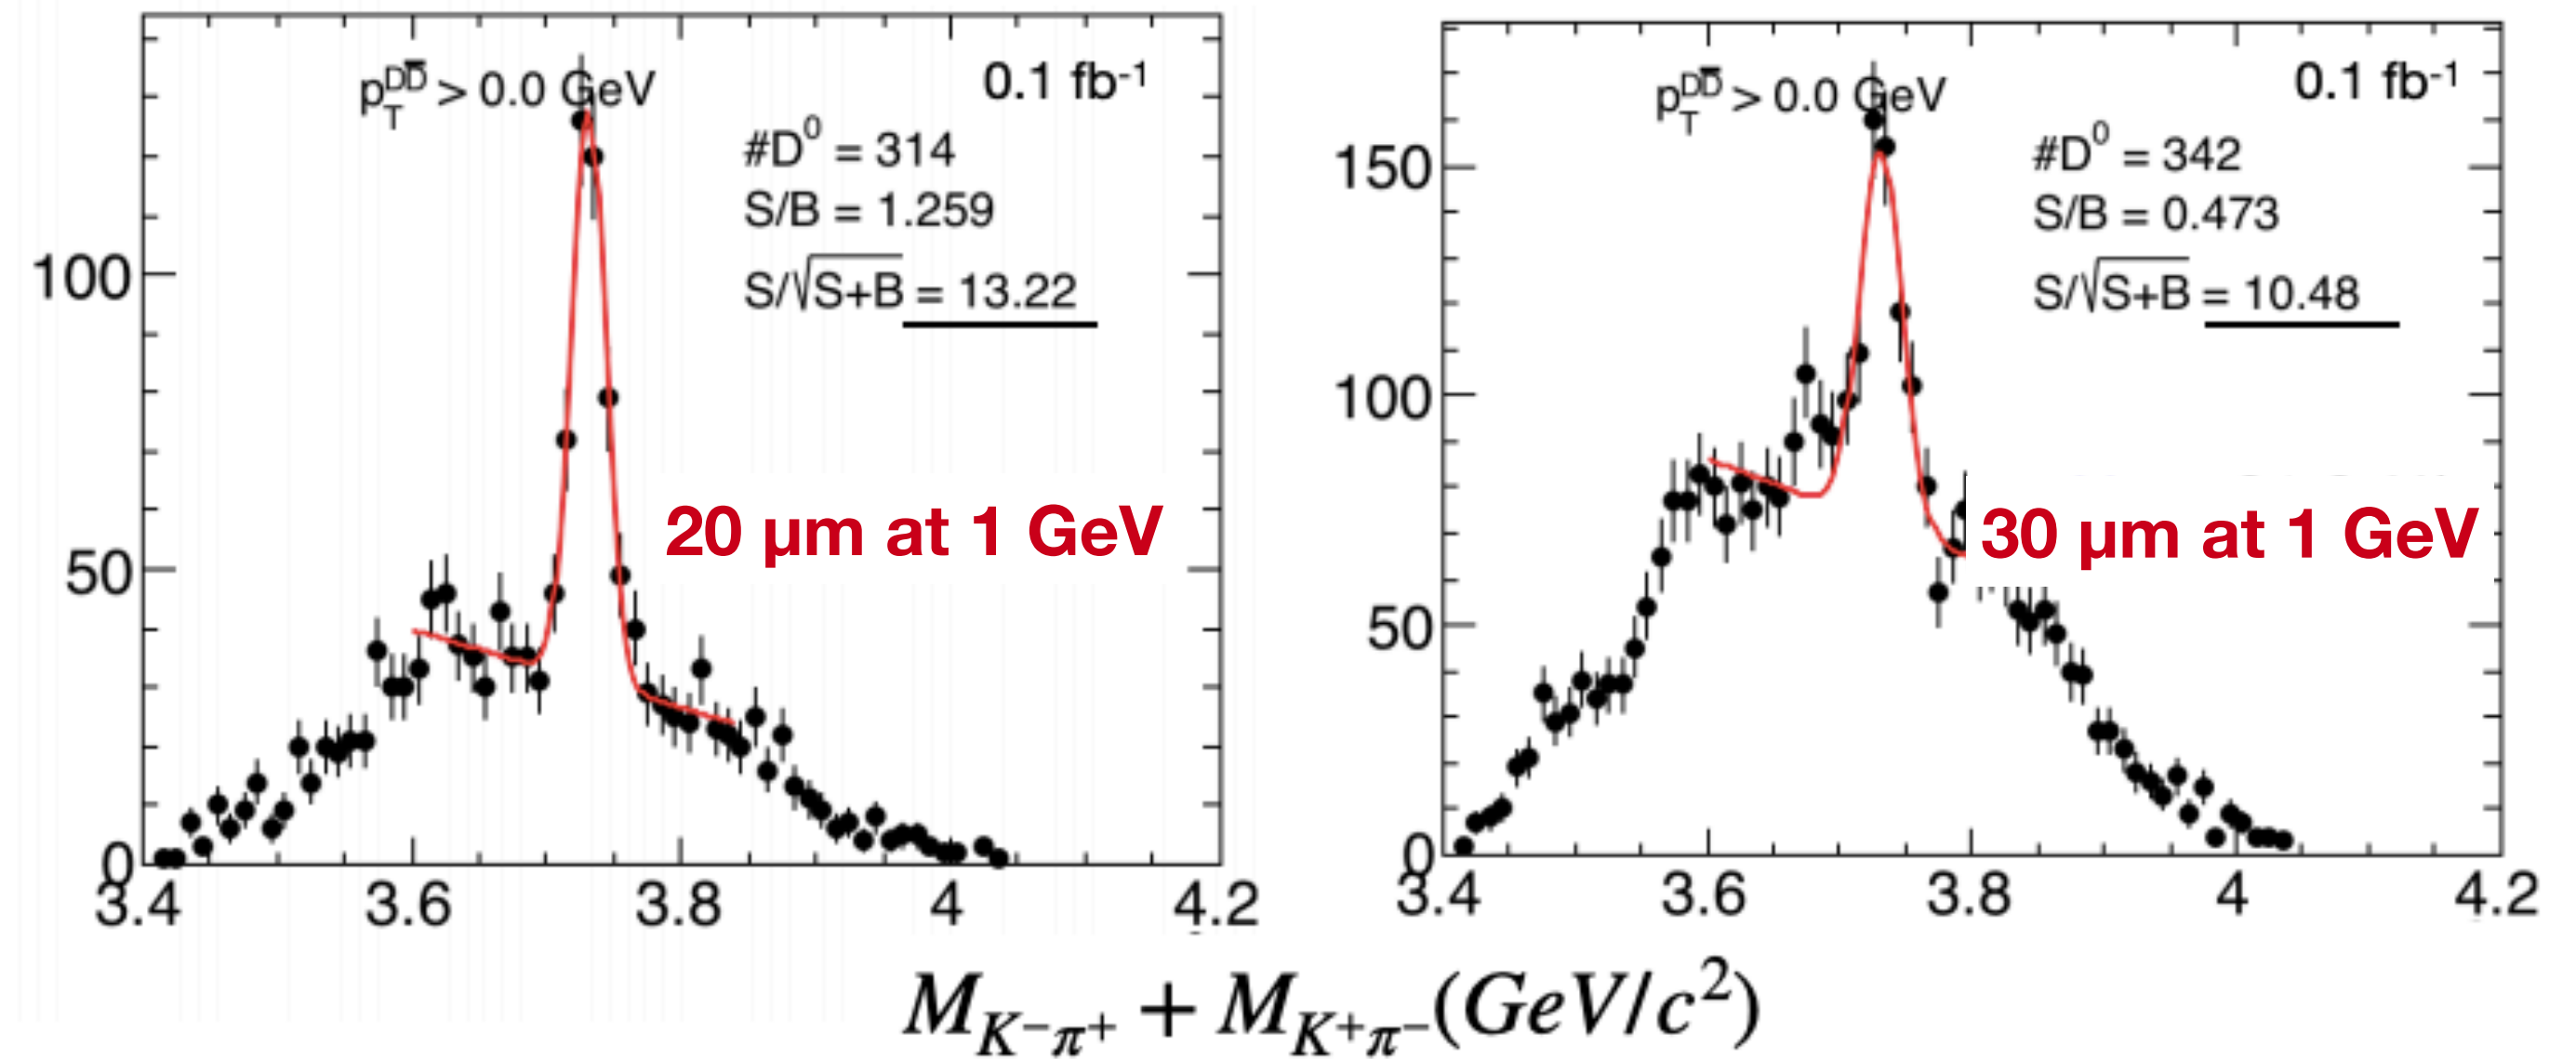 p_T^{DD̅} > 0.0 GeV
0.1 fb⁻¹
#D⁰ = 314
S/B = 1.259
S/√S+B = 13.22
20 µm at 1 GeV
100
50
0
3.4 3.6 3.8 4 4.2
p_T^{DD̅} > 0.0 GeV
0.1 fb⁻¹
#D⁰ = 342
S/B = 0.473
S/√S+B = 10.48
30 µm at 1 GeV
150
100
50
0
3.4 3.6 3.8 4 4.2
M_{K⁻π⁺} + M_{K⁺π⁻}(GeV/c²)